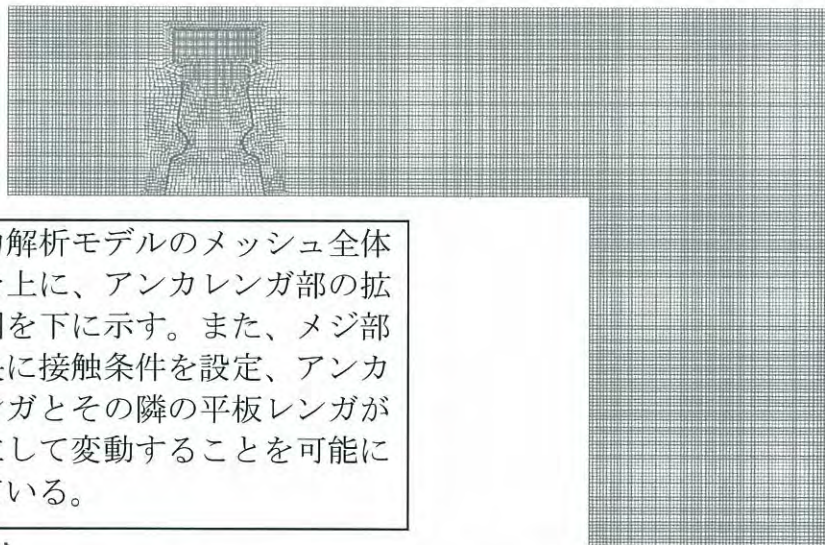 解析モデルのメッシュ全体
上に、アンカレンガ部の拡
を下に示す。また、メジ部
に接触条件を設定、アンカ
ガとその隣の平板レンガが
して変動することを可能に
いる。